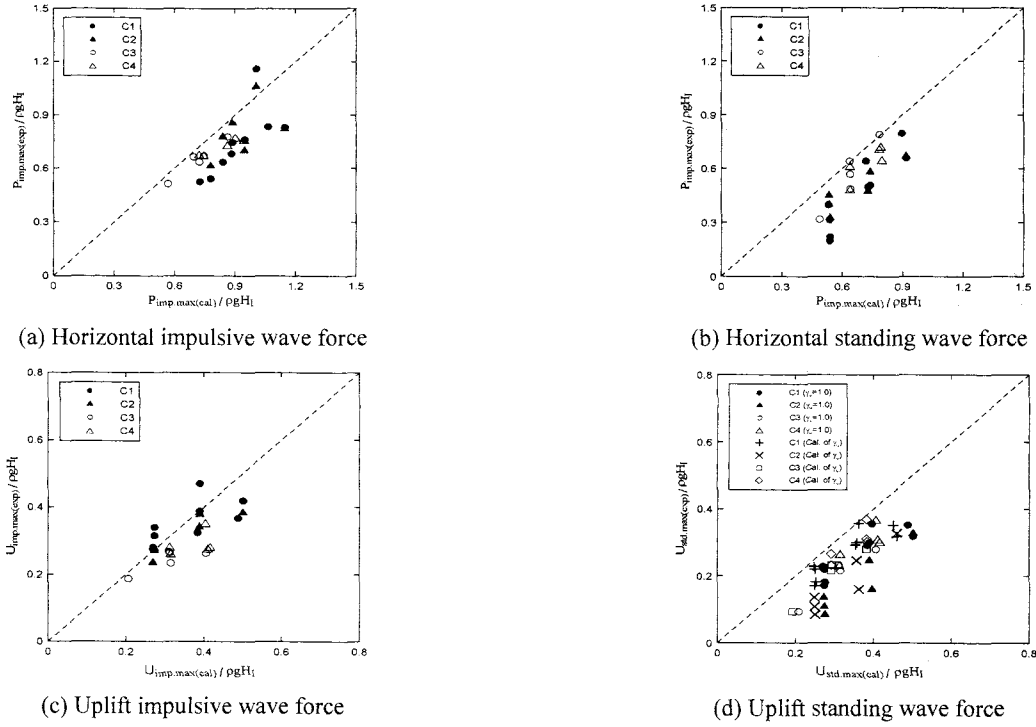 1.5
1.2
0.9
0.6
0.3
0
C1
C2
C3
C4
P_imp.max(exp) / ρgH_I
0 0.3 0.6 0.9 1.2 1.5
P_imp.max(cal) / ρgH_I
(a) Horizontal impulsive wave force
1.5
1.2
0.9
0.6
0.3
0
C1
C2
C3
C4
P_imp.max(exp) / ρgH_I
0 0.3 0.6 0.9 1.2 1.5
P_imp.max(cal) / ρgH_I
(b) Horizontal standing wave force
0.8
0.6
0.4
0.2
0
C1
C2
C3
C4
U_imp.max(exp) / ρgH_I
0 0.2 0.4 0.6 0.8
U_imp.max(cal) / ρgH_I
(c) Uplift impulsive wave force
0.8
0.6
0.4
0.2
0
C1 (γ =1.0)
C2 (γ =1.0)
C3 (γ =1.0)
C4 (γ =1.0)
C1 (Cal. of γ )
C2 (Cal. of γ )
C3 (Cal. of γ )
C4 (Cal. of γ )
U_std.max(exp) / ρgH_I
0 0.2 0.4 0.6 0.8
U_std.max(cal) / ρgH_I
(d) Uplift standing wave force